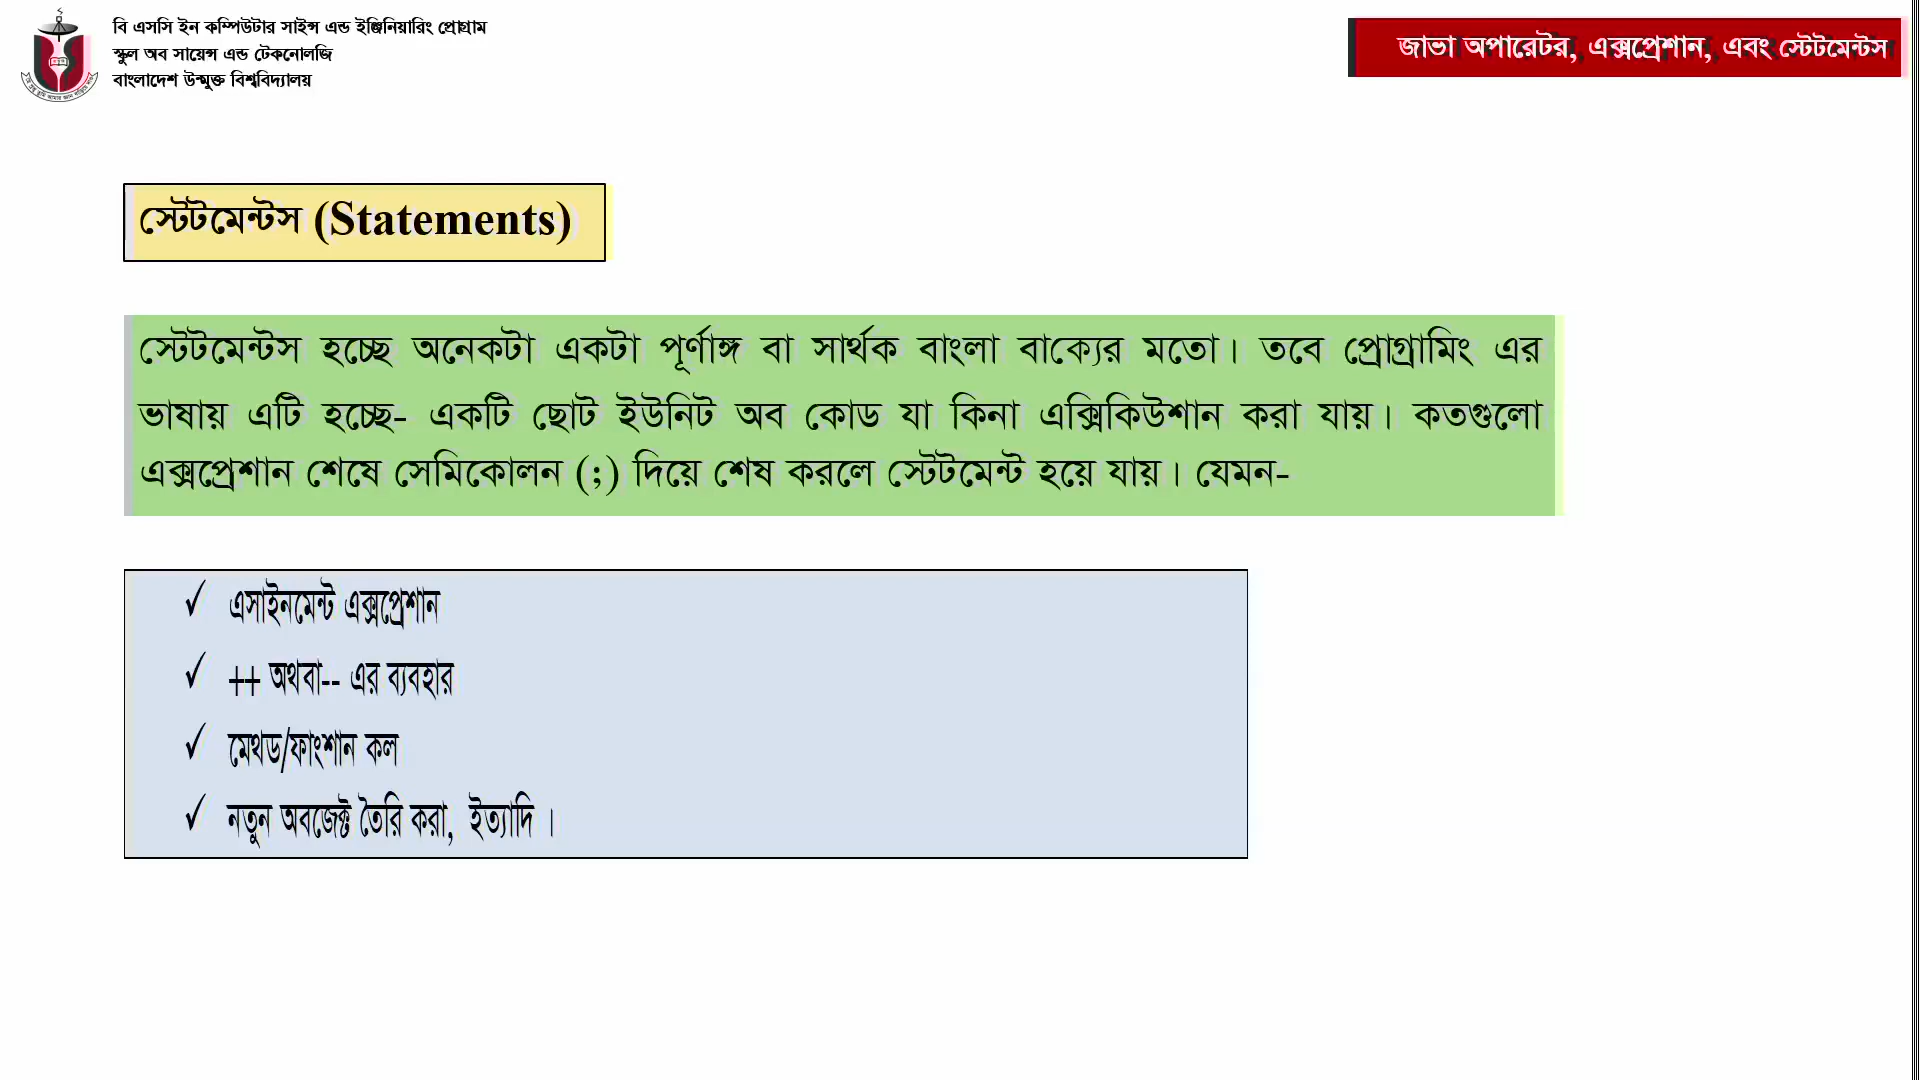 বি এসসি ইন কম্পিউটার সাইন্স এন্ড ইঞ্জিনিয়ারিং প্রোগ্রাম
স্কুল অব সায়েন্স এন্ড টেকনোলজি
বাংলাদেশ উন্মুক্ত বিশ্ববিদ্যালয়
জাভা অপারেটর, এক্সপ্রেশান, এবং স্টেটমেন্টস
স্টেটমেন্টস (Statements)
স্টেটমেন্টস হচ্ছে অনেকটা একটা পূর্ণাঙ্গ বা সার্থক বাংলা বাক্যের মতো। তবে প্রোগ্রামিং এর
ভাষায় এটি হচ্ছে- একটি ছোট ইউনিট অব কোড যা কিনা এক্সিকিউশান করা যায়। কতগুলো
এক্সপ্রেশান শেষে সেমিকোলন (;) দিয়ে শেষ করলে স্টেটমেন্ট হয়ে যায়। যেমন-
✓ এসাইনমেন্ট এক্সপ্রেশান
✓ ++ অথবা-- এর ব্যবহার
✓ মেথড/ফাংশান কল
✓ নতুন অবজেক্ট তৈরি করা, ইত্যাদি।